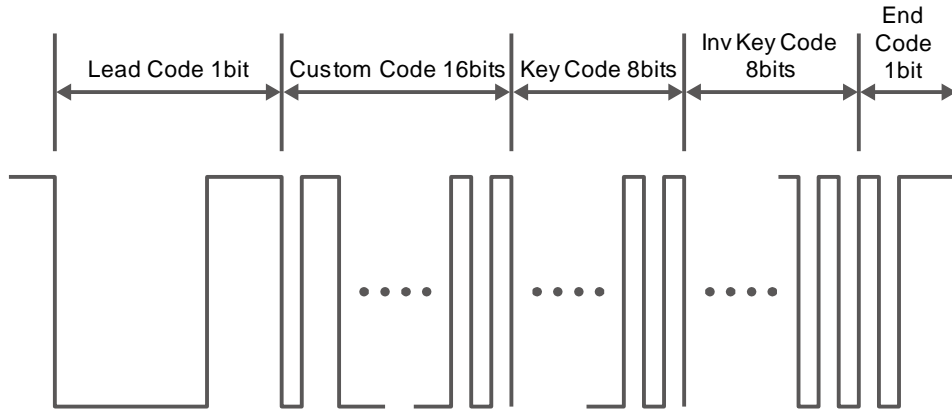 Lead Code 1bit
Custom Code 16bits
Key Code 8bits
Inv Key Code
8bits
End
Code
1bit